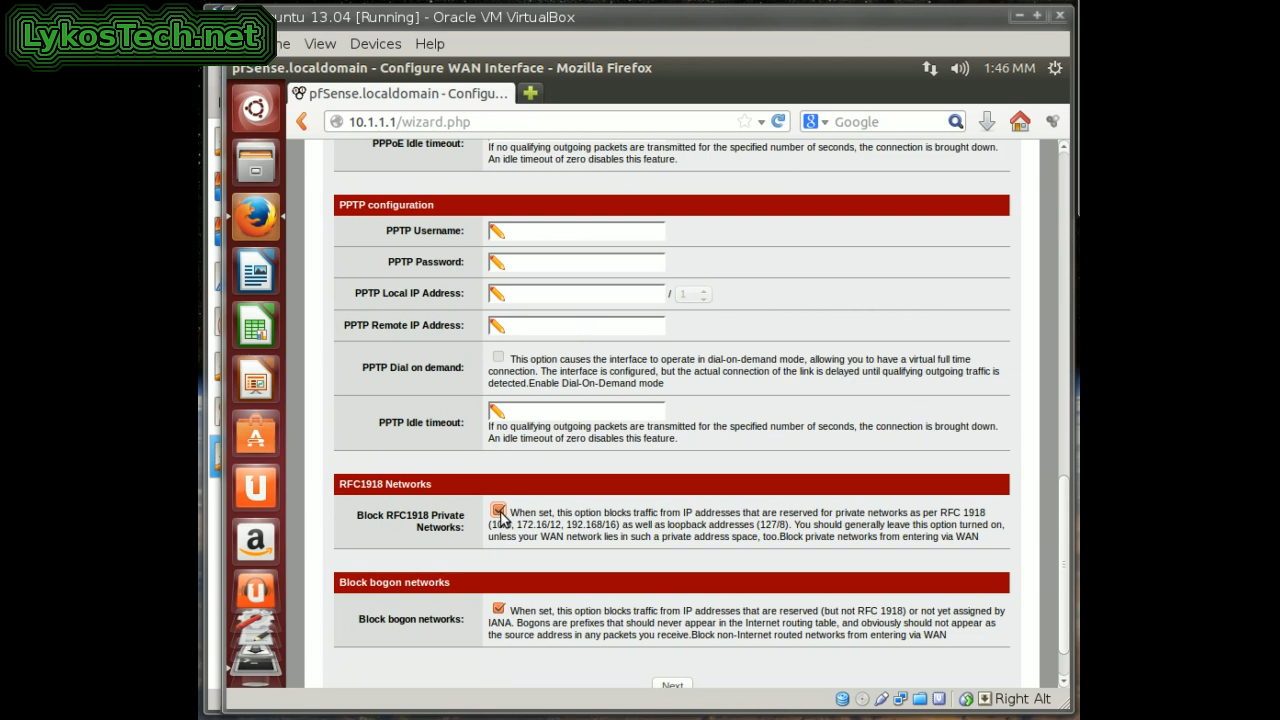 LykosTech.net
untu 13.04 [Running] - Oracle VM VirtualBox
ne View Devices Help
pfSense.localdomain - Configure WAN Interface - Mozilla Firefox
1:46 MM
pfSense.localdomain - Configu...
10.1.1.1/wizard.php
Google
PPPoE Idle timeout:
If no qualifying outgoing packets are transmitted for the specified number of seconds, the connection is brought down.
An idle timeout of zero disables this feature.
PPTP configuration
PPTP Username:
PPTP Password:
PPTP Local IP Address:
/ 1
PPTP Remote IP Address:
PPTP Dial on demand:
This option causes the interface to operate in dial-on-demand mode, allowing you to have a virtual full time
connection. The interface is configured, but the actual connection of the link is delayed until qualifying outgoing traffic is
detected.Enable Dial-On-Demand mode
PPTP Idle timeout:
If no qualifying outgoing packets are transmitted for the specified number of seconds, the connection is brought down.
An idle timeout of zero disables this feature.
RFC1918 Networks
Block RFC1918 Private
Networks:
When set, this option blocks traffic from IP addresses that are reserved for private networks as per RFC 1918
172.16/12, 192.168/16) as well as loopback addresses (127/8). You should generally leave this option turned on,
unless your WAN network lies in such a private address space, too.Block private networks from entering via WAN
Block bogon networks
Block bogon networks:
When set, this option blocks traffic from IP addresses that are reserved (but not RFC 1918) or not yet assigned by
IANA. Bogons are prefixes that should never appear in the Internet routing table, and obviously should not appear as
the source address in any packets you receive.Block non-Internet routed networks from entering via WAN
Next
Right Alt